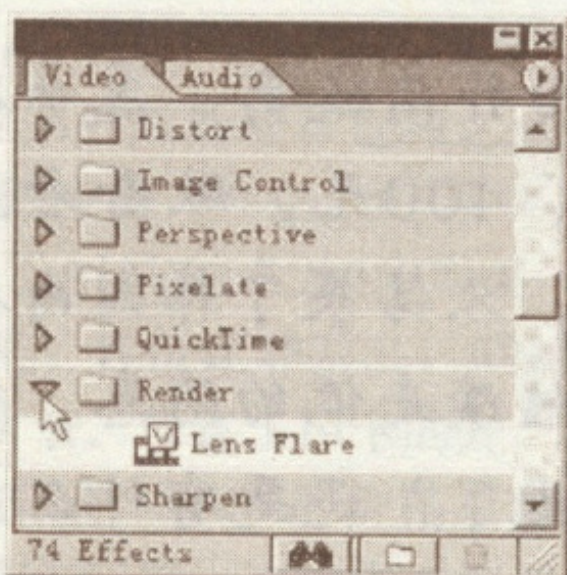 Video Audio
Distort
Image Control
Perspective
Pixelate
QuickTime
Render
Lens Flare
Sharpen
74 Effects